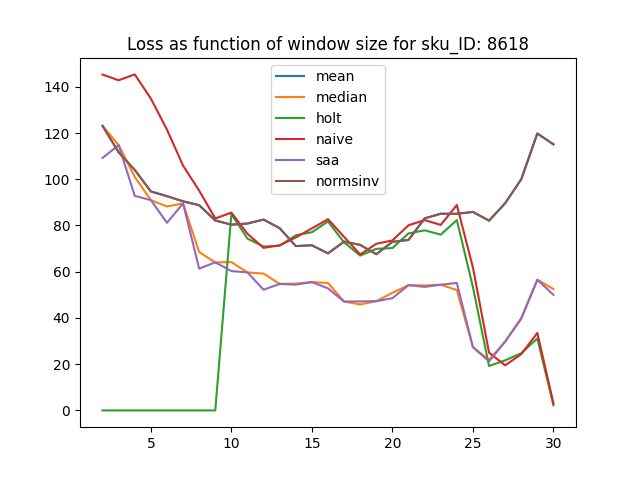 Loss as function of window size for sku_ID: 8618
mean
median
holt
naive
saa
normsinv
140
120
100
80
60
40
20
0
5 10 15 20 25 30